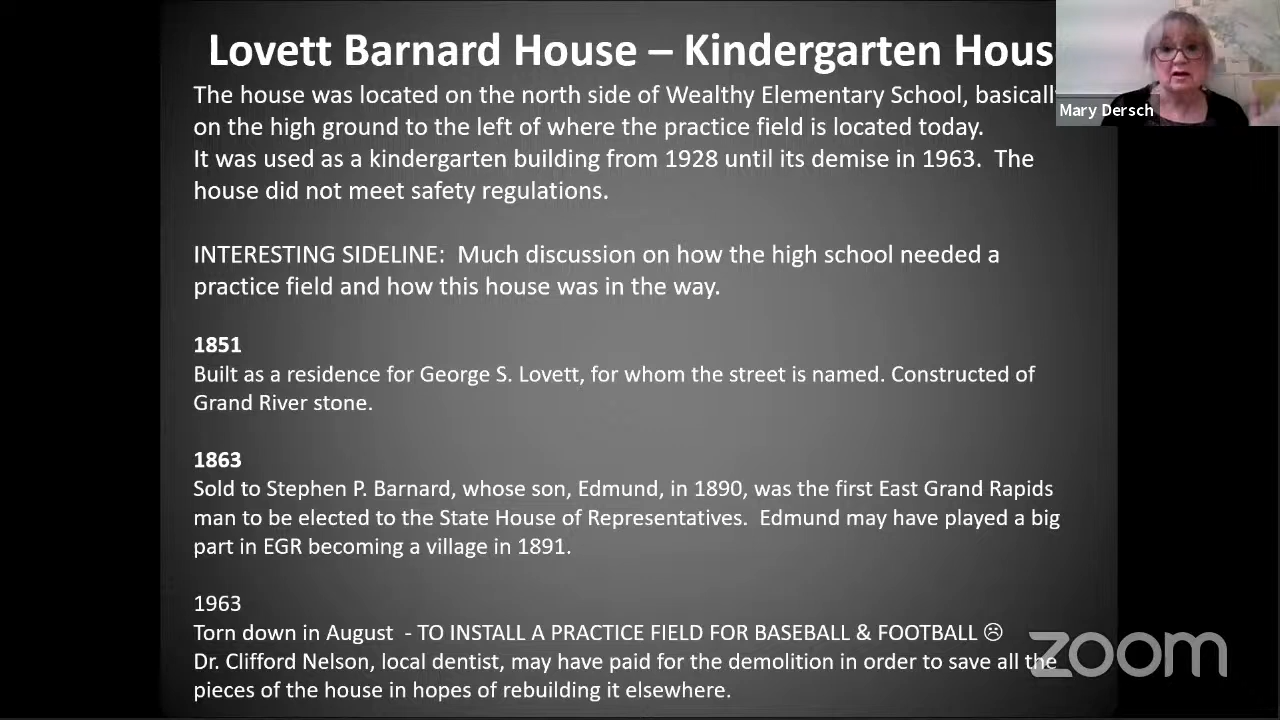 Lovett Barnard House – Kindergarten Hous
The house was located on the north side of Wealthy Elementary School, basicall
on the high ground to the left of where the practice field is located today.
It was used as a kindergarten building from 1928 until its demise in 1963.  The
house did not meet safety regulations.
INTERESTING SIDELINE:  Much discussion on how the high school needed a
practice field and how this house was in the way.
1851
Built as a residence for George S. Lovett, for whom the street is named. Constructed of
Grand River stone.
1863
Sold to Stephen P. Barnard, whose son, Edmund, in 1890, was the first East Grand Rapids
man to be elected to the State House of Representatives.  Edmund may have played a big
part in EGR becoming a village in 1891.
1963
Torn down in August  - TO INSTALL A PRACTICE FIELD FOR BASEBALL & FOOTBALL ☹
Dr. Clifford Nelson, local dentist, may have paid for the demolition in order to save all the
pieces of the house in hopes of rebuilding it elsewhere.
Mary Dersch
zoom